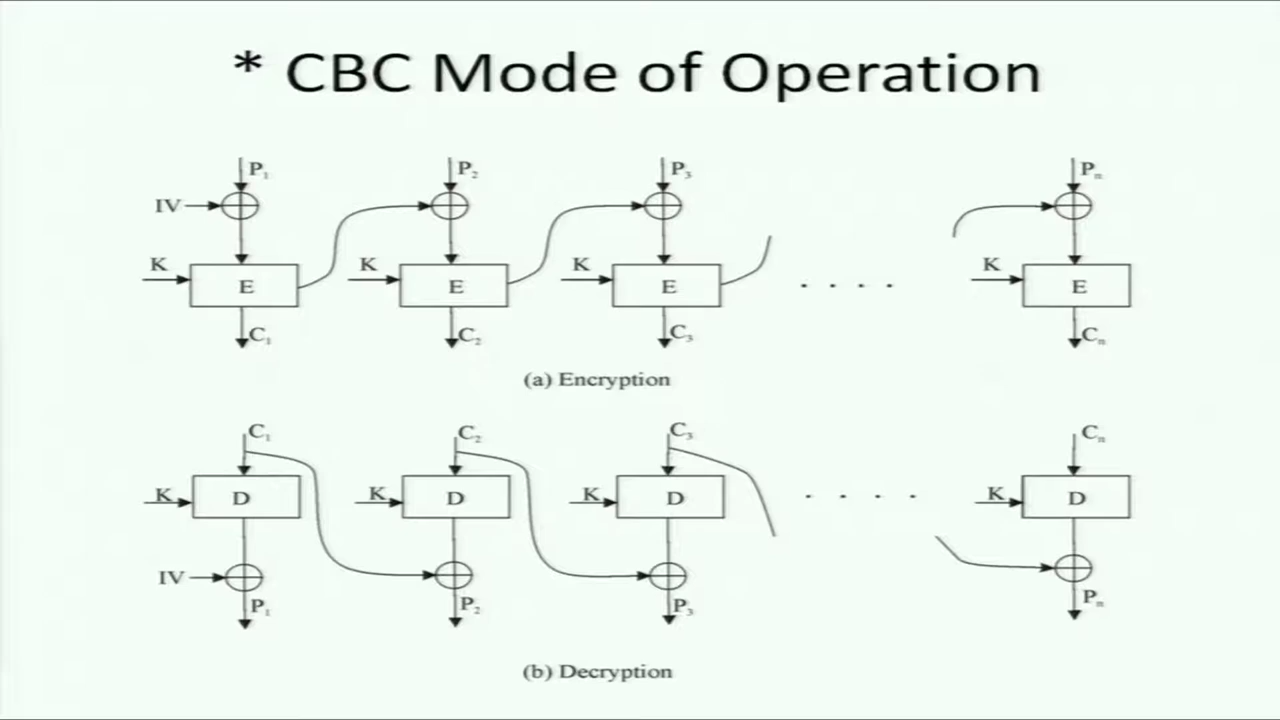 * CBC Mode of Operation
P₁ P₂ P₃ Pₙ
IV
K K K K
E E E . . . . E
C₁ C₂ C₃ Cₙ
(a) Encryption
C₁ C₂ C₃ Cₙ
K K K K
D D D . . . . D
IV
P₁ P₂ P₃ Pₙ
(b) Decryption